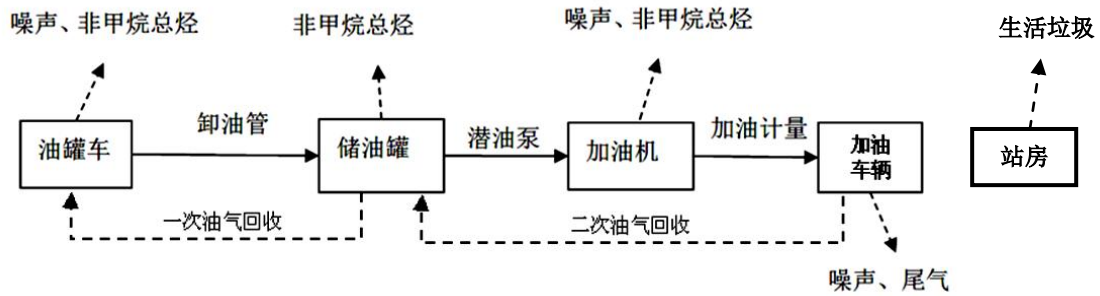 噪声、非甲烷总烃
非甲烷总烃
噪声、非甲烷总烃
生活垃圾
油罐车
卸油管
储油罐
潜油泵
加油机
加油计量
加油
车辆
站房
一次油气回收
二次油气回收
噪声、尾气